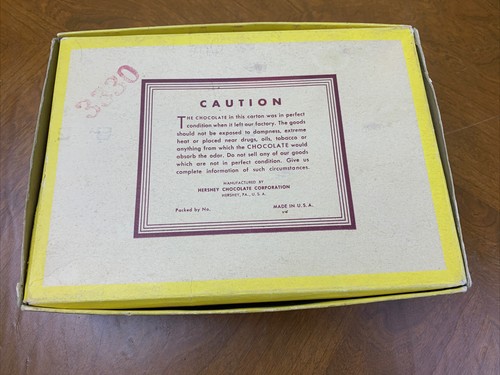 3330
CAUTION
THE CHOCOLATE in this carton was in perfect
condition when it left our factory. The goods
should not be exposed to dampness, extreme
heat or placed near drugs, oils, tobacco or
anything from which the CHOCOLATE would
absorb the odor. Do not sell any of our goods
which are not in perfect condition. Give us
complete information of such circumstances.
MANUFACTURED BY
HERSHEY CHOCOLATE CORPORATION
HERSHEY, PA., U. S. A.
Packed by No.
MADE IN U. S. A.